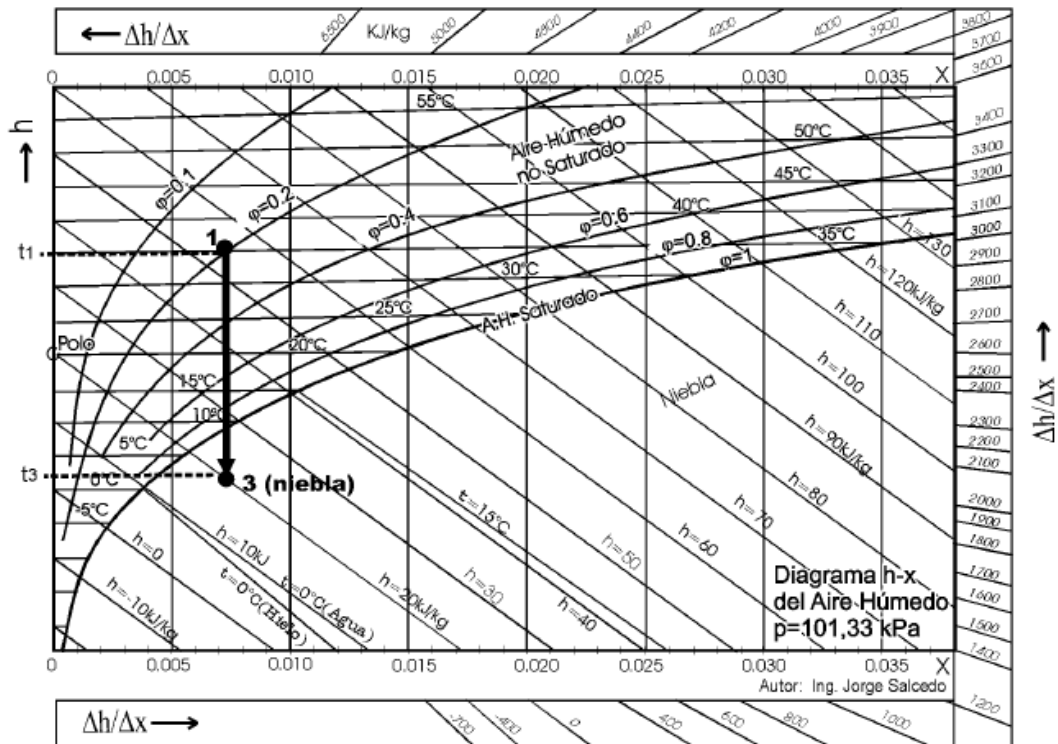 ←Δh/Δx
6500
KJ/kg
5000
4800
4400
4200
4000
3900
3800
3700
3600
0
0.005
0.010
0.015
0.020
0.025
0.030
0.035
X
h
↑
55°C
Aire Húmedo
no Saturado
50°C
45°C
φ=0.1
φ=0.2
φ=0.4
φ=0.6
40°C
φ=0.8
35°C
φ=1
h=130
h=120kJ/kg
3400
3300
3200
3100
3000
2900
2800
2700
2600
2500
2400
2300
2200
2100
2000
1900
1800
1700
1600
1500
1400
1200
Δh/Δx
↑
t1
1
30°C
25°C
A.H. Saturado
h=110
Polo
0
20°C
15°C
Niebla
h=100
10°C
5°C
h=90kJ/kg
t3
0°C
3 (niebla)
-5°C
t=15°C
h=80
h=70
h=60
h=50
h=0
h=10kJ
h=-10kJ/kg
t=0°C(Hielo)
t=0°C(Agua)
h=20kJ/kg
h=30
h=40
Diagrama h-x
del Aire Húmedo
p=101,33 kPa
0
0.005
0.010
0.015
0.020
0.025
0.030
0.035
X
Autor: Ing. Jorge Salcedo
Δh/Δx→
-700
-400
0
400
600
800
1000